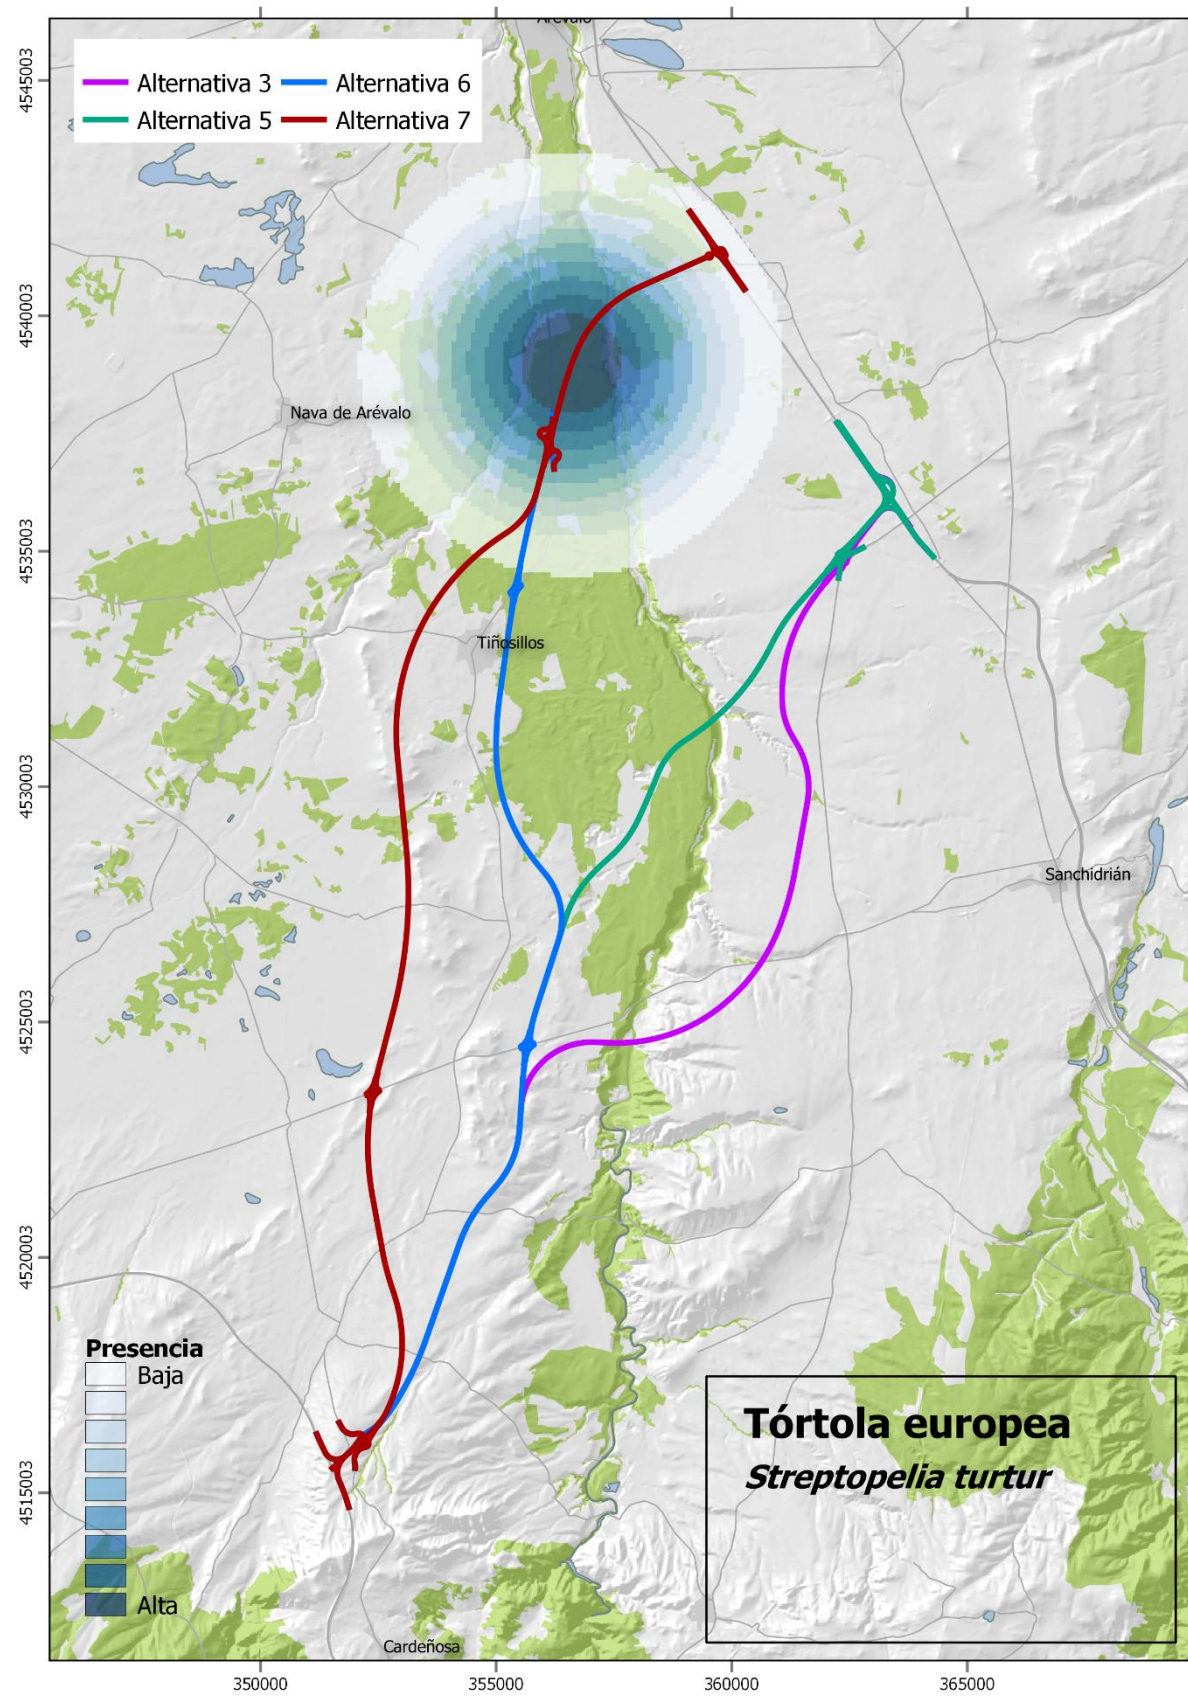 Arévalo
Alternativa 3
Alternativa 6
Alternativa 5
Alternativa 7
4545003
4540003
4535003
4530003
4525003
4520003
4515003
Nava de Arévalo
Tiñosillos
Sanchidrián
Presencia
Baja
Alta
Tórtola europea
Streptopelia turtur
Cardeñosa
350000
355000
360000
365000